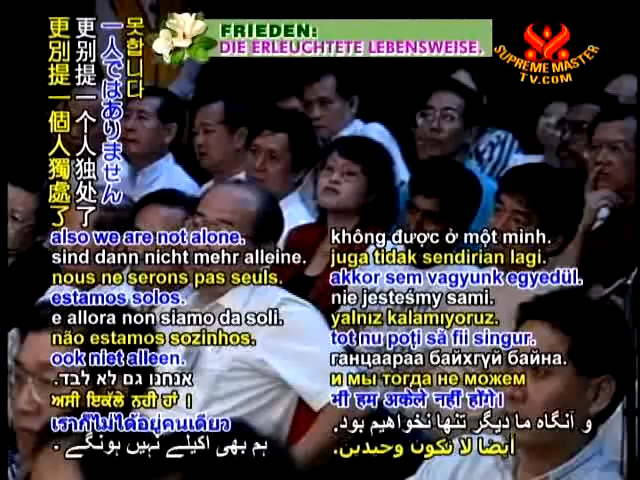 FRIEDEN:
DIE ERLEUCHTETE LEBENSWEISE.
SUPREME MASTER
TV.COM
못합니다
一人ではありません
更别提一个人独处了
更別提一個人獨處了
also we are not alone.
sind dann nicht mehr alleine.
nous ne serons pas seuls.
estamos solos.
e allora non siamo da soli.
não estamos sozinhos.
ook niet alleen.
אנחנו גם לא לבד.
ਅਸੀ ਇਕੱਲੇ ਨਹੀ ਹਾਂ ।
เราก็ไม่ได้อยู่คนเดียว
ہم بھی اکیلے نہیں ہونگے ۔
không được ở một mình.
juga tidak sendirian lagi.
akkor sem vagyunk egyedül.
nie jesteśmy sami.
yalnız kalamıyoruz.
tot nu poți să fii singur.
ганцаараа байхгүй байна.
и мы тогда не можем
भी हम अकेले नहीं होंगे।
و آنگاه ما دیگر تنها نخواهیم بود.
أيضا لا نكون وحيدين.